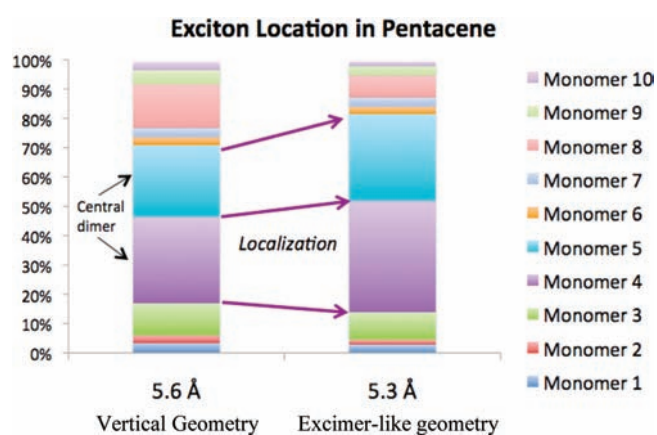 Exciton Location in Pentacene
100%
90%
80%
70%
60%
50%
40%
30%
20%
10%
0%
Central
dimer
Localization
Monomer 10
Monomer 9
Monomer 8
Monomer 7
Monomer 6
Monomer 5
Monomer 4
Monomer 3
Monomer 2
Monomer 1
5.6 Å
5.3 Å
Vertical Geometry
Excimer-like geometry